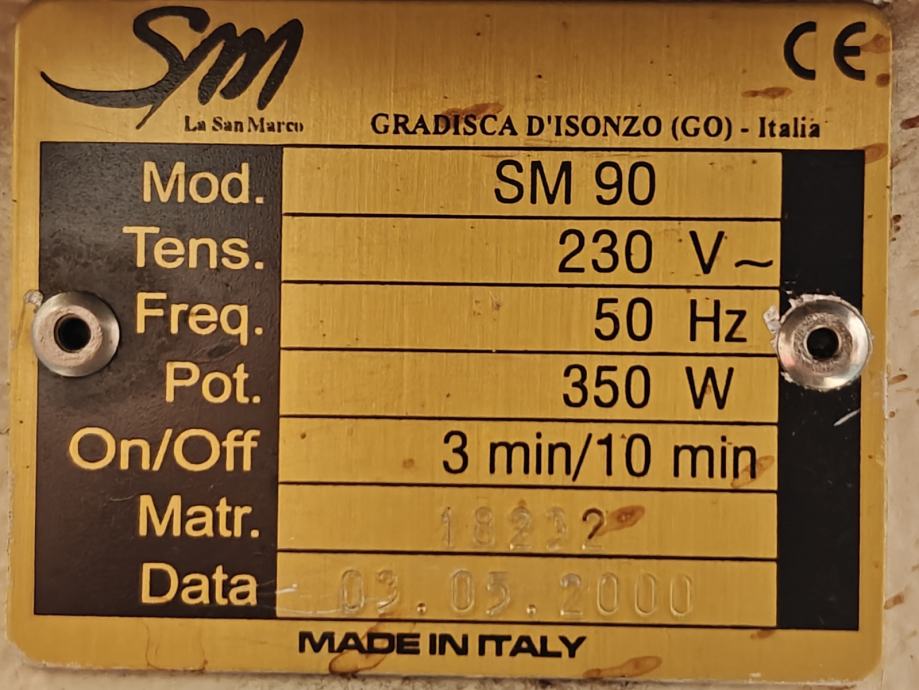 SM
CE
La San Marco
GRADISCA D'ISONZO (GO) - Italia
Mod. SM 90
Tens. 230 V~
Freq. 50 Hz
Pot. 350 W
On/Off 3 min/10 min
Matr.
Data 03.05.2000
MADE IN ITALY